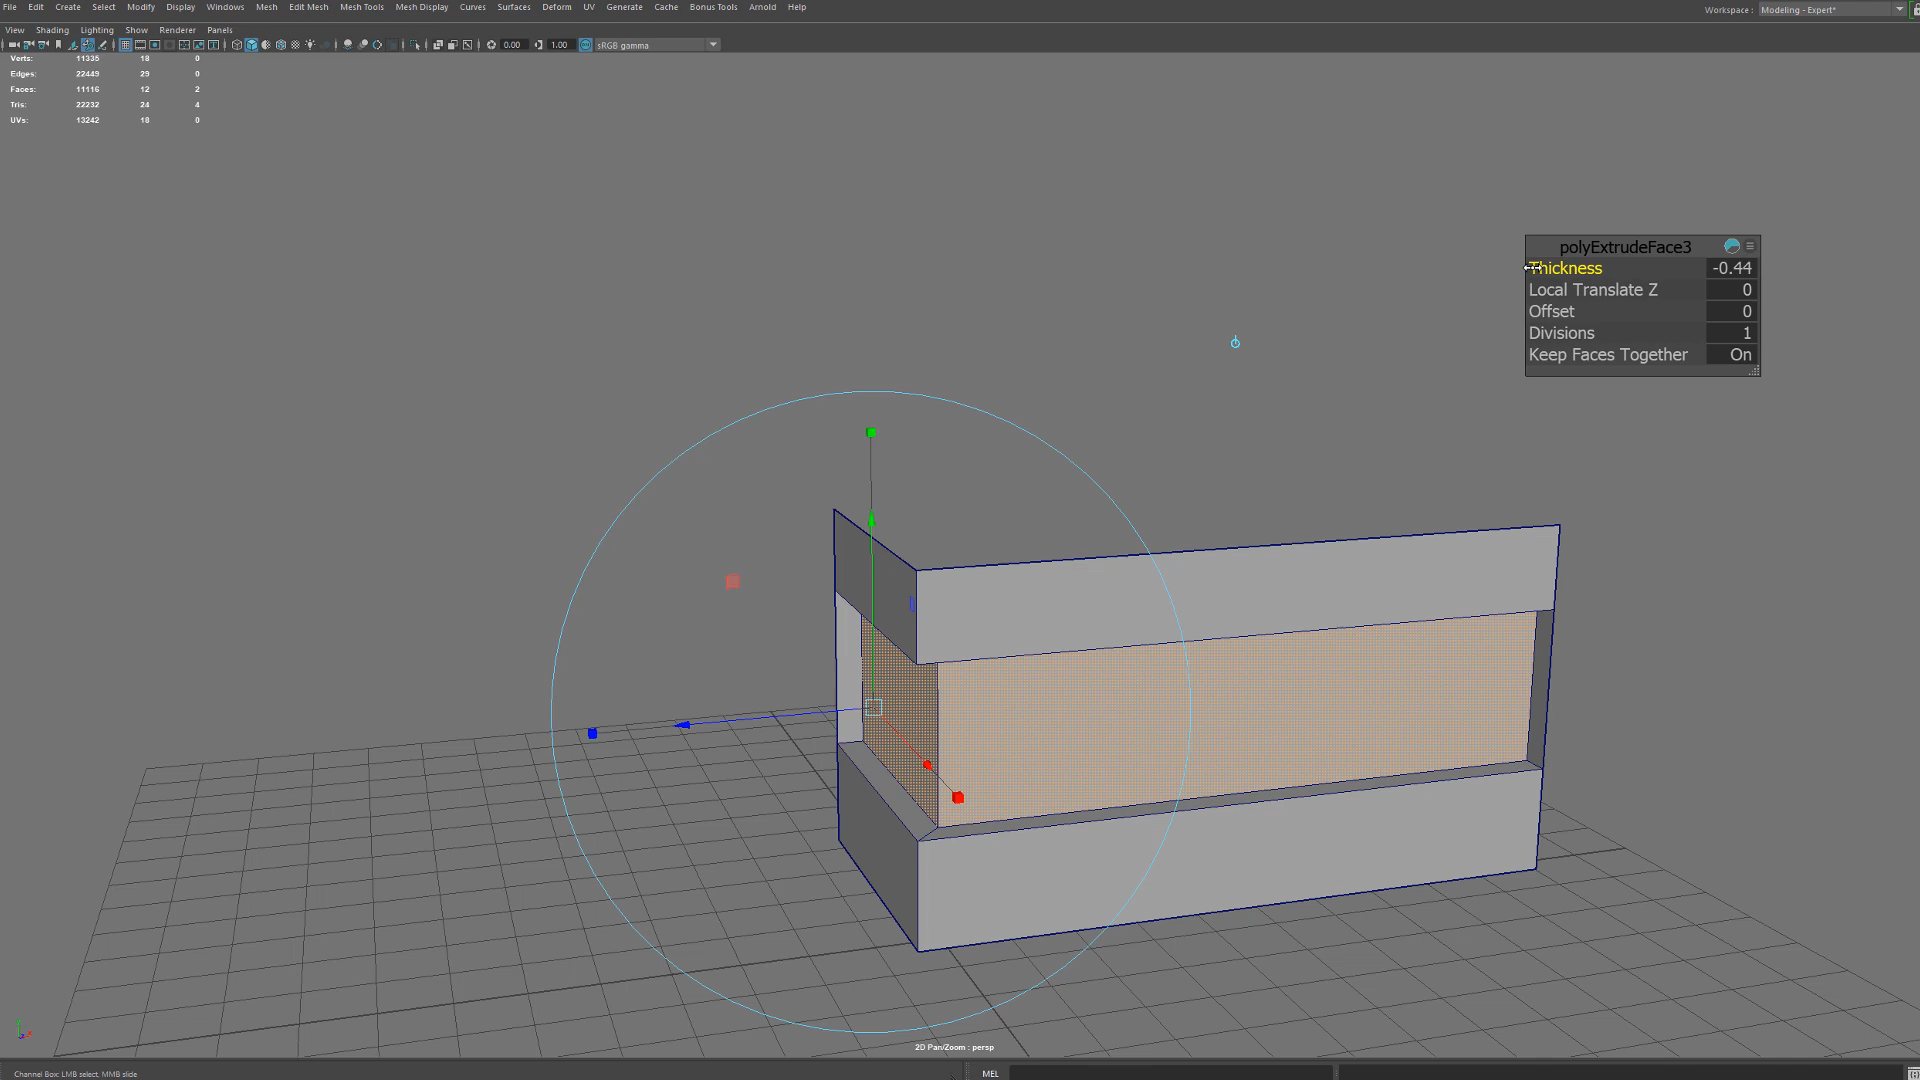 File Edit Create Select Modify Display Windows Mesh Edit Mesh Mesh Tools Mesh Display Curves Surfaces Deform UV Generate Cache Bonus Tools Arnold Help Workspace : Modeling - Expert*
View Shading Lighting Show Renderer Panels
0.00 1.00 sRGB gamma
Verts: 11335 18 0
Edges: 22449 29 0
Faces: 11116 12 2
Tris: 22232 24 4
UVs: 13242 18 0
polyExtrudeFace3
Thickness -0.44
Local Translate Z 0
Offset 0
Divisions 1
Keep Faces Together On
2D Pan/Zoom : persp
Channel Box: LMB select, MMB slide MEL